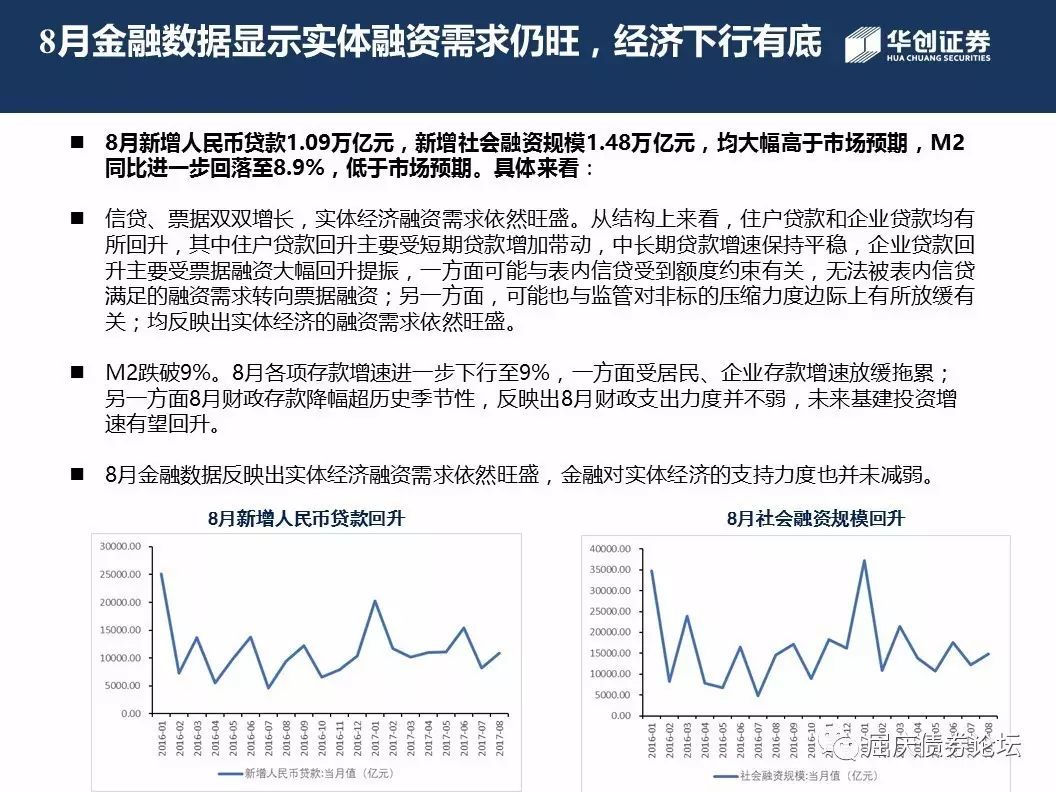 8月金融数据显示实体融资需求仍旺，经济下行有底
华创证券
HUA CHUANG SECURITIES
■ 8月新增人民币贷款1.09万亿元，新增社会融资规模1.48万亿元，均大幅高于市场预期，M2
同比进一步回落至8.9%，低于市场预期。具体来看：
■ 信贷、票据双双增长，实体经济融资需求依然旺盛。从结构上来看，住户贷款和企业贷款均有
所回升，其中住户贷款回升主要受短期贷款增加带动，中长期贷款增速保持平稳，企业贷款回
升主要受票据融资大幅回升提振，一方面可能与表内信贷受到额度约束有关，无法被表内信贷
满足的融资需求转向票据融资；另一方面，可能也与监管对非标的压缩力度边际上有所放缓有
关；均反映出实体经济的融资需求依然旺盛。
■ M2跌破9%。8月各项存款增速进一步下行至9%，一方面受居民、企业存款增速放缓拖累；
另一方面8月财政存款降幅超历史季节性，反映出8月财政支出力度并不弱，未来基建投资增
速有望回升。
■ 8月金融数据反映出实体经济融资需求依然旺盛，金融对实体经济的支持力度也并未减弱。
8月新增人民币贷款回升
30000.00
25000.00
20000.00
15000.00
10000.00
5000.00
0.00
2016-01 2016-02 2016-03 2016-04 2016-05 2016-06 2016-07 2016-08 2016-09 2016-10 2016-11 2016-12 2017-01 2017-02 2017-03 2017-04 2017-05 2017-06 2017-07 2017-08
新增人民币贷款:当月值（亿元）
8月社会融资规模回升
40000.00
35000.00
30000.00
25000.00
20000.00
15000.00
10000.00
5000.00
0.00
2016-01 2016-02 2016-03 2016-04 2016-05 2016-06 2016-07 2016-08 2016-09 2016-10
社会融资规模:当月值（亿元）
屈庆债券论坛